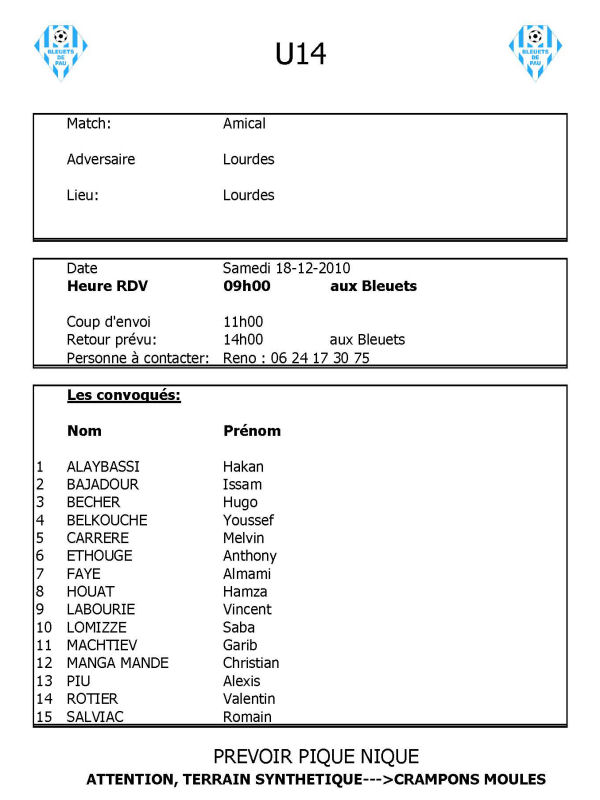 BLEUETS
DE
PAU
U14
BLEUETS
DE
PAU
Match: Amical
Adversaire Lourdes
Lieu: Lourdes
Date Samedi 18-12-2010
Heure RDV 09h00 aux Bleuets
Coup d'envoi 11h00
Retour prévu: 14h00 aux Bleuets
Personne à contacter: Reno : 06 24 17 30 75
Les convoqués:
Nom Prénom
1 ALAYBASSI Hakan
2 BAJADOUR Issam
3 BECHER Hugo
4 BELKOUCHE Youssef
5 CARRERE Melvin
6 ETHOUGE Anthony
7 FAYE Almami
8 HOUAT Hamza
9 LABOURIE Vincent
10 LOMIZZE Saba
11 MACHTIEV Garib
12 MANGA MANDE Christian
13 PIU Alexis
14 ROTIER Valentin
15 SALVIAC Romain
PREVOIR PIQUE NIQUE
ATTENTION, TERRAIN SYNTHETIQUE--->CRAMPONS MOULES